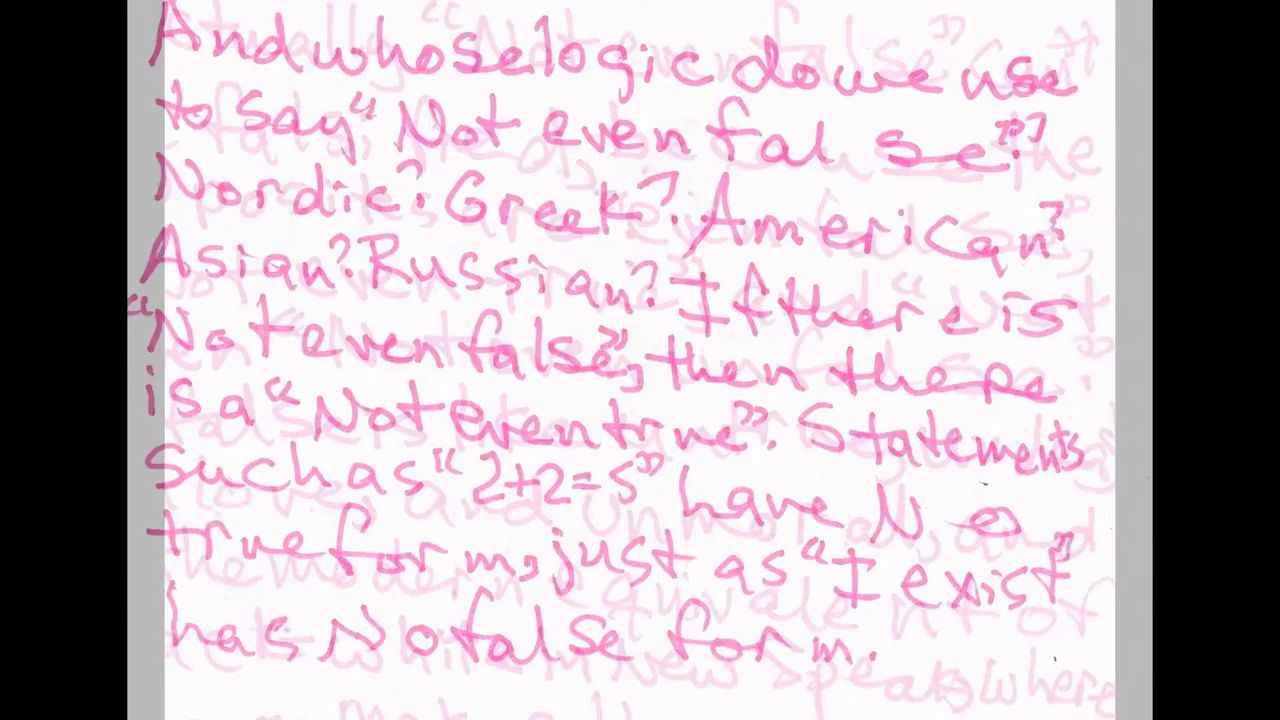 And whose logic do we use
to say "Not even false"?
Nordic? Greek? American?
Asian? Russian? If there is
"Not even false", then there
is a "Not even true". Statements
such as "2+2=5" have No
true form, just as "I exist"
has No false form.